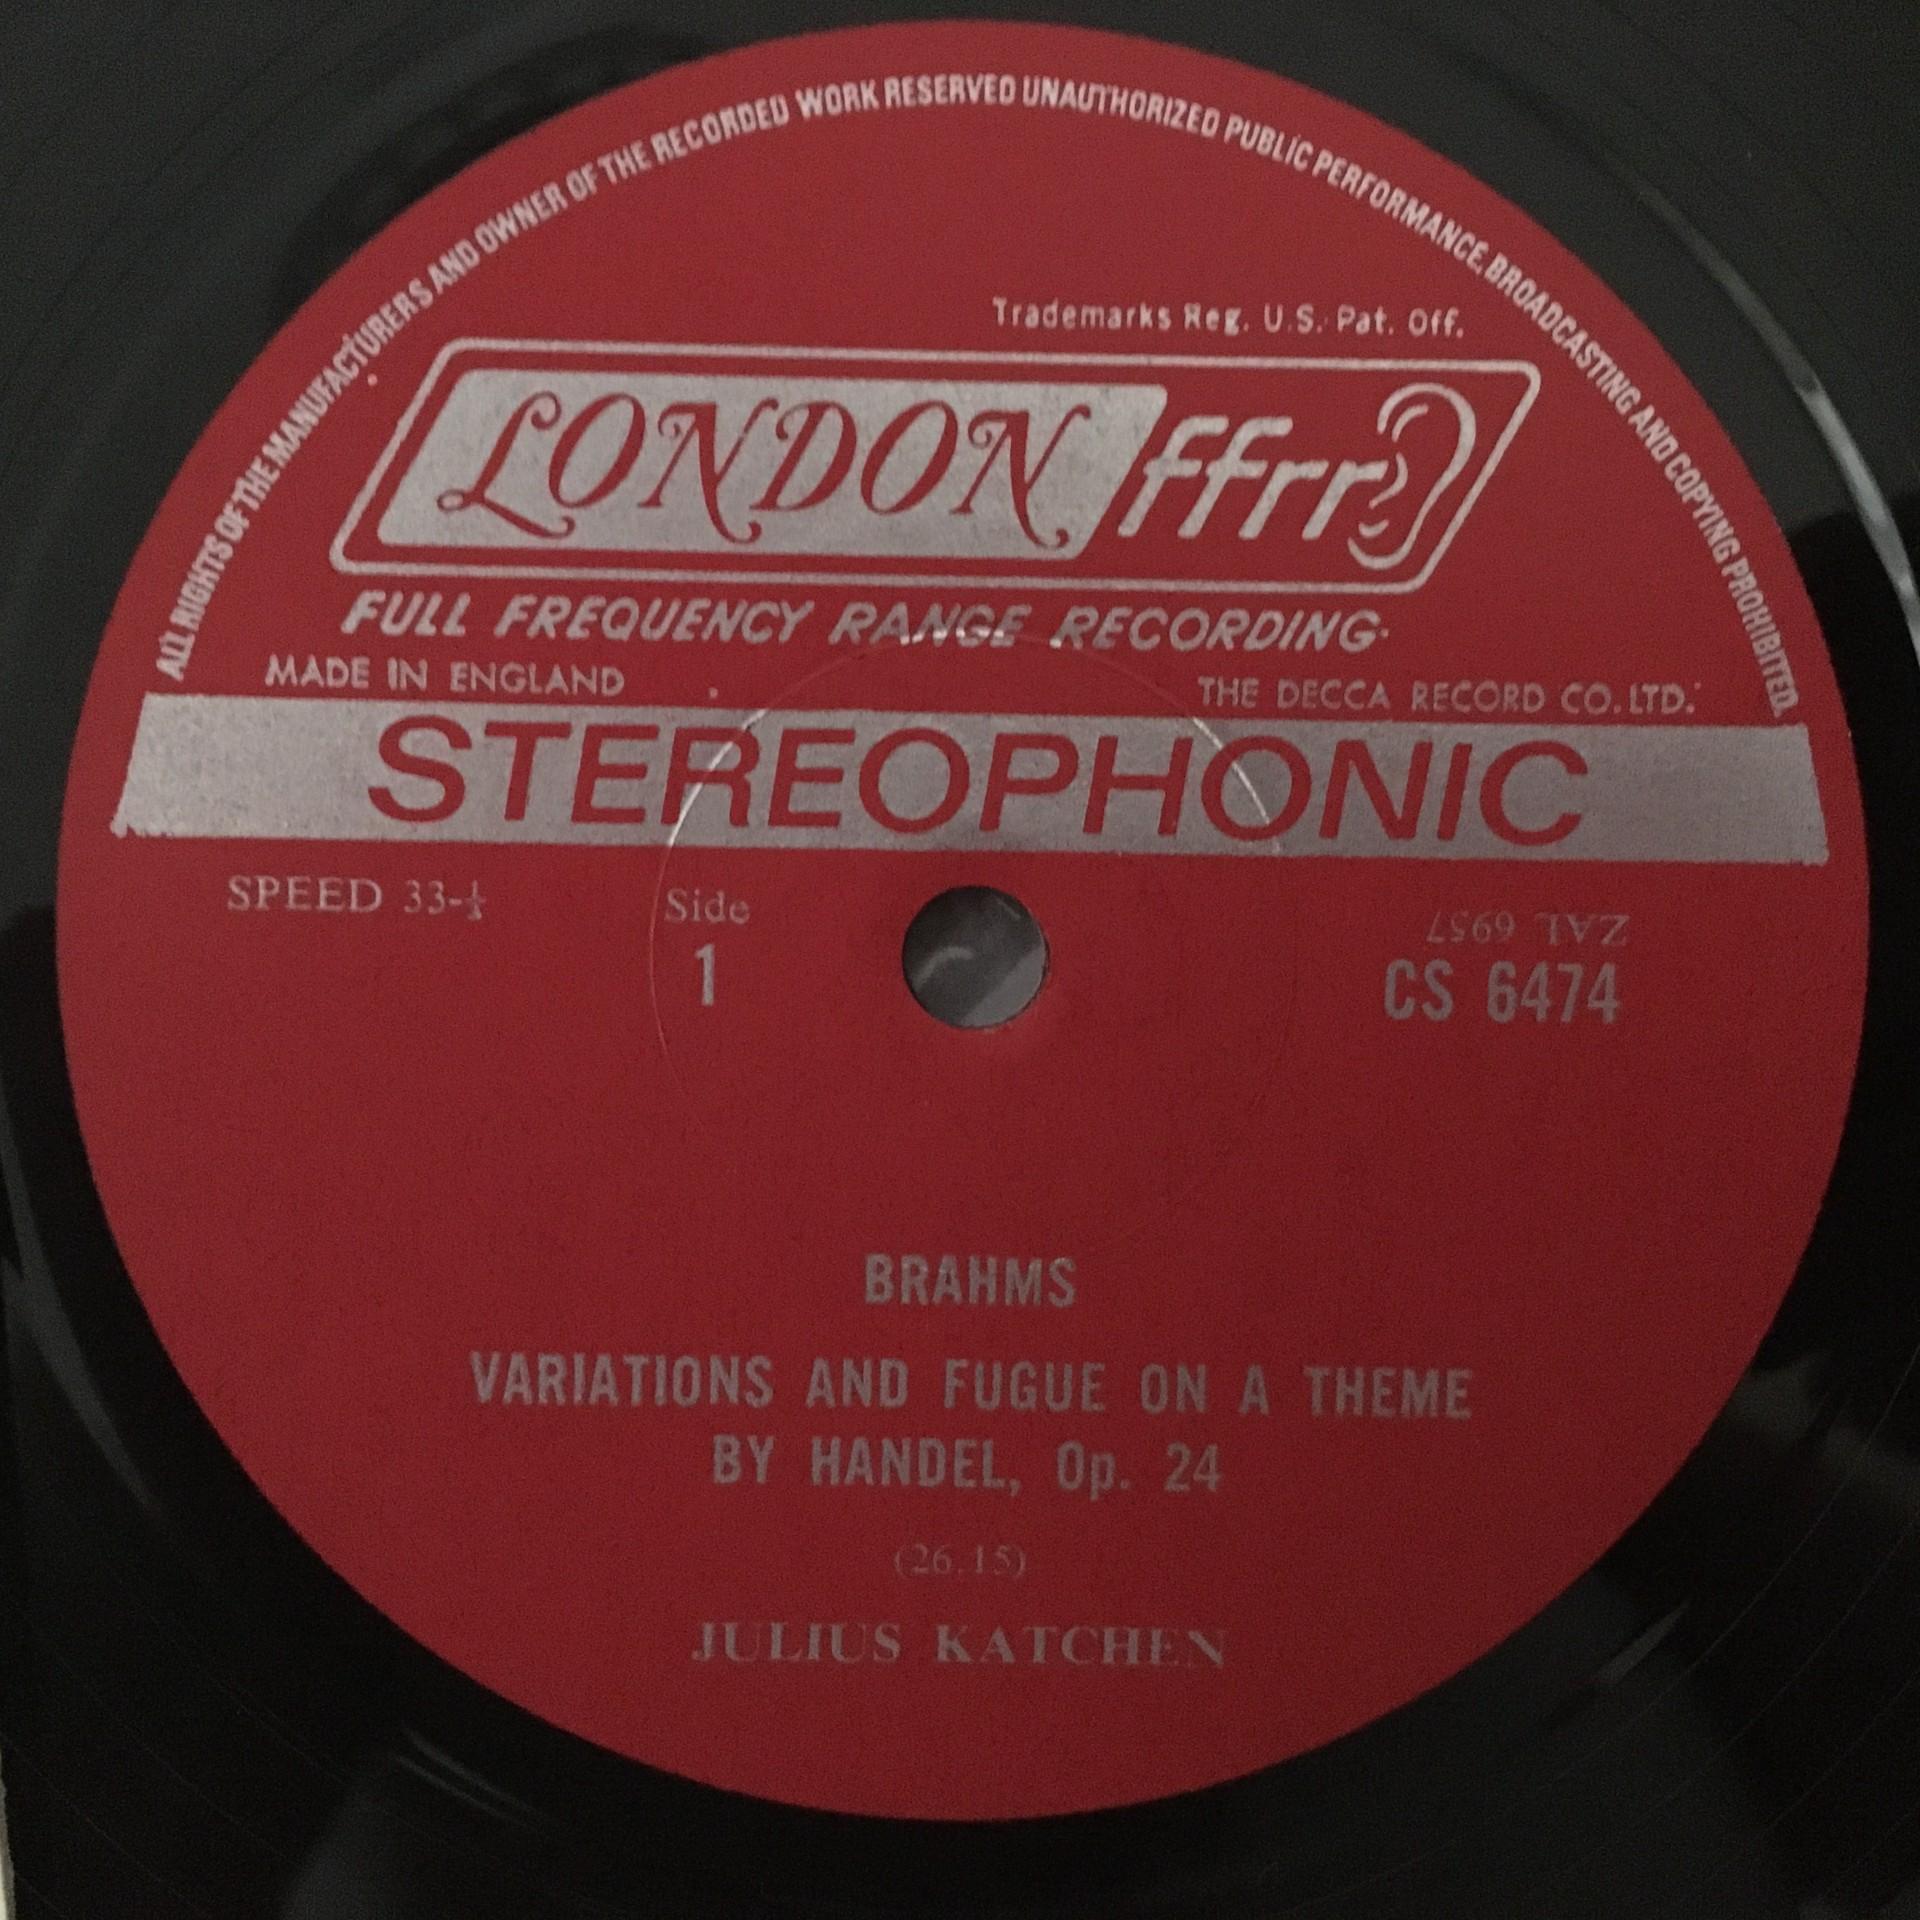 ALL RIGHTS OF THE MANUFACTURERS AND OWNER OF THE RECORDED WORK RESERVED UNAUTHORIZED PUBLIC PERFORMANCE, BROADCASTING AND COPYING PROHIBITED.
Trademarks Reg. U.S. Pat. Off.
LONDON ffrr
FULL FREQUENCY RANGE RECORDING
MADE IN ENGLAND THE DECCA RECORD CO. LTD.
STEREOPHONIC
SPEED 33-⅓ Side ZAL 6957
1 CS 6474
BRAHMS
VARIATIONS AND FUGUE ON A THEME
BY HANDEL, Op. 24
(26.15)
JULIUS KATCHEN